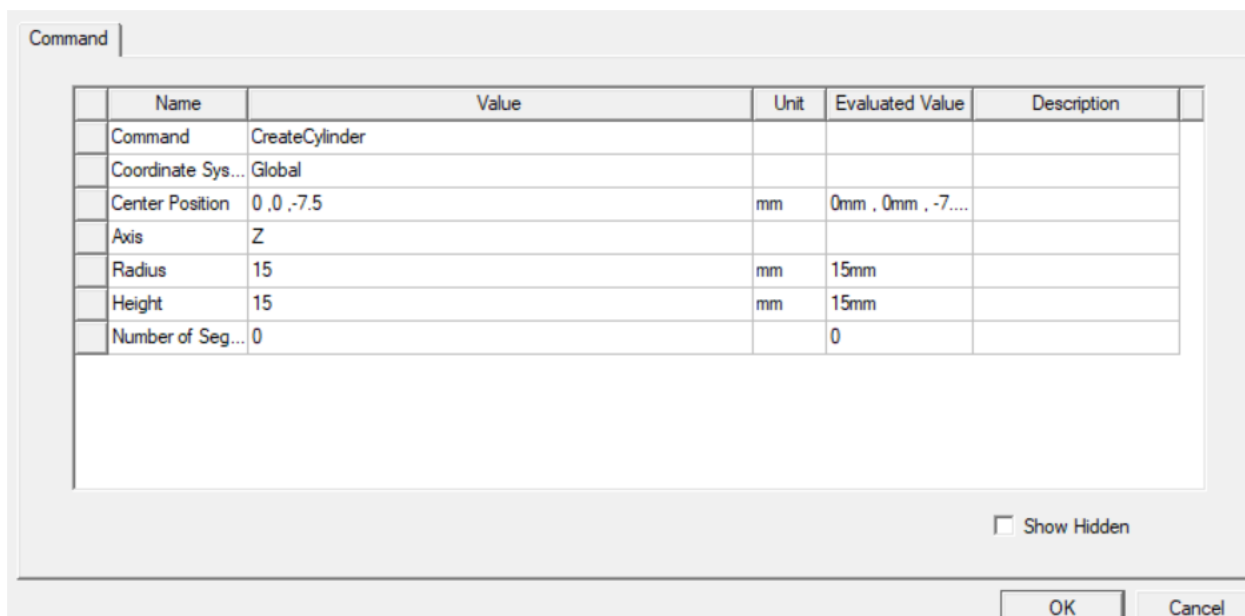 Command
Name Value Unit Evaluated Value Description
Command CreateCylinder
Coordinate Sys... Global
Center Position 0 ,0 ,-7.5 mm 0mm , 0mm , -7....
Axis Z
Radius 15 mm 15mm
Height 15 mm 15mm
Number of Seg... 0 0
Show Hidden
OK Cancel